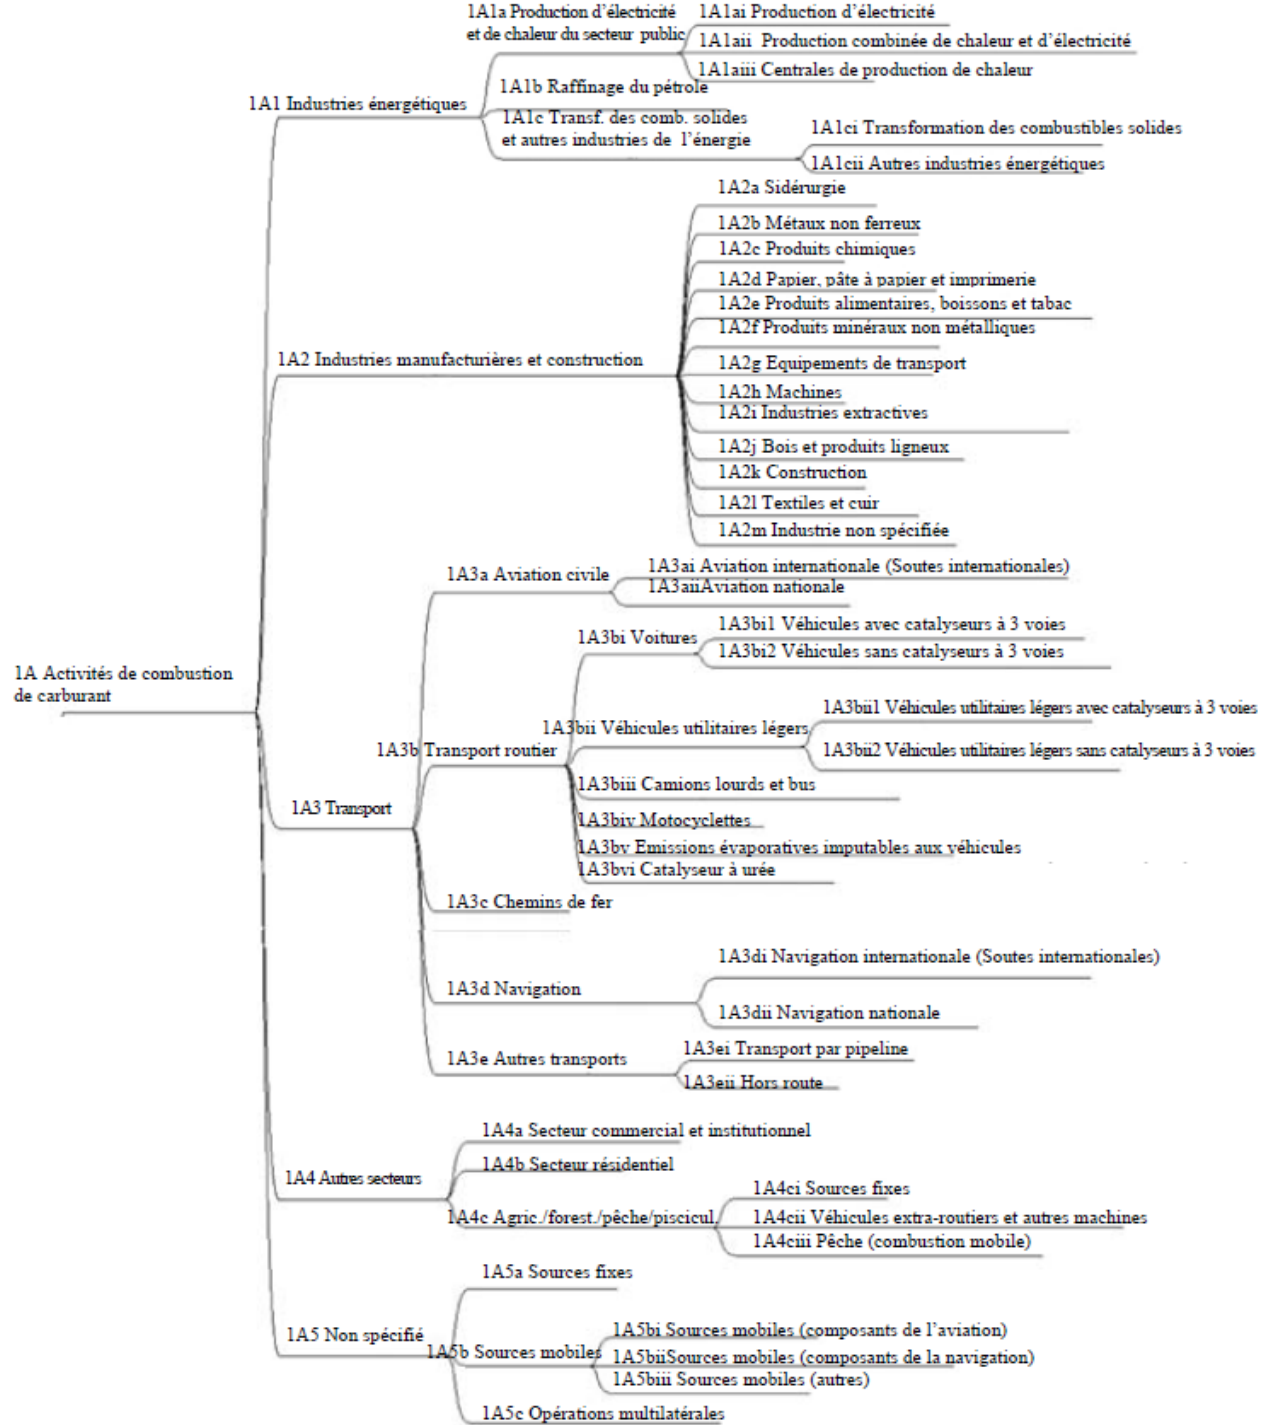 1A Activités de combustion
de carburant
1A1 Industries énergétiques
1A1a Production d’électricité
et de chaleur du secteur public
1A1ai Production d’électricité
1A1aii Production combinée de chaleur et d’électricité
1A1aiii Centrales de production de chaleur
1A1b Raffinage du pétrole
1A1c Transf. des comb. solides
et autres industries de l’énergie
1A1ci Transformation des combustibles solides
1A1cii Autres industries énergétiques
1A2 Industries manufacturières et construction
1A2a Sidérurgie
1A2b Métaux non ferreux
1A2c Produits chimiques
1A2d Papier, pâte à papier et imprimerie
1A2e Produits alimentaires, boissons et tabac
1A2f Produits minéraux non métalliques
1A2g Equipements de transport
1A2h Machines
1A2i Industries extractives
1A2j Bois et produits ligneux
1A2k Construction
1A2l Textiles et cuir
1A2m Industrie non spécifiée
1A3 Transport
1A3a Aviation civile
1A3ai Aviation internationale (Soutes internationales)
1A3aiiAviation nationale
1A3b Transport routier
1A3bi Voitures
1A3bi1 Véhicules avec catalyseurs à 3 voies
1A3bi2 Véhicules sans catalyseurs à 3 voies
1A3bii Véhicules utilitaires légers
1A3bii1 Véhicules utilitaires légers avec catalyseurs à 3 voies
1A3bii2 Véhicules utilitaires légers sans catalyseurs à 3 voies
1A3biii Camions lourds et bus
1A3biv Motocyclettes
1A3bv Emissions évaporatives imputables aux véhicules
1A3bvi Catalyseur à urée
1A3c Chemins de fer
1A3d Navigation
1A3di Navigation internationale (Soutes internationales)
1A3dii Navigation nationale
1A3e Autres transports
1A3ei Transport par pipeline
1A3eii Hors route
1A4 Autres secteurs
1A4a Secteur commercial et institutionnel
1A4b Secteur résidentiel
1A4c Agric./forest./pêche/piscicul.
1A4ci Sources fixes
1A4cii Véhicules extra-routiers et autres machines
1A4ciii Pêche (combustion mobile)
1A5 Non spécifié
1A5a Sources fixes
1A5b Sources mobiles
1A5bi Sources mobiles (composants de l’aviation)
1A5biiSources mobiles (composants de la navigation)
1A5biii Sources mobiles (autres)
1A5c Opérations multilatérales